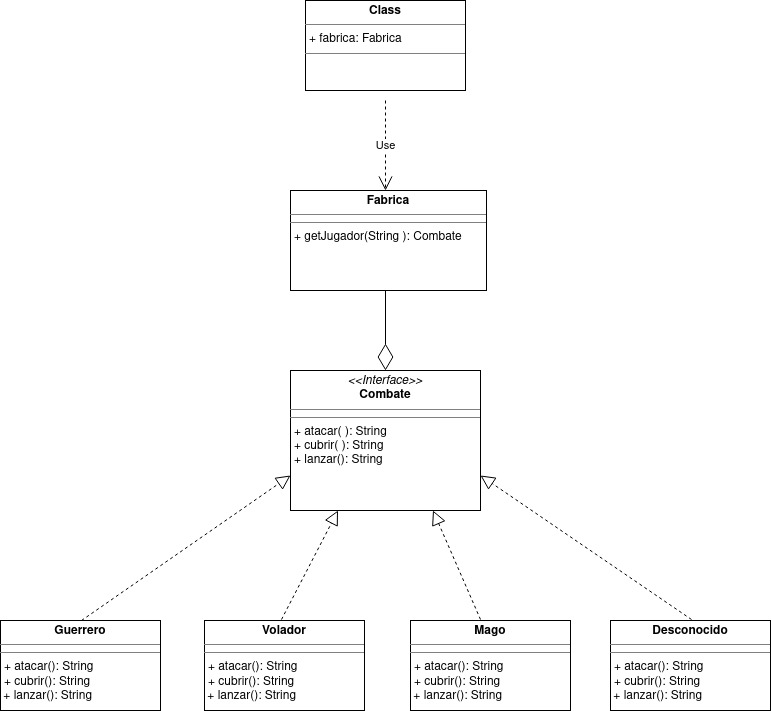 Class
+ fabrica: Fabrica
Use
Fabrica
+ getJugador(String ): Combate
<<Interface>>
Combate
+ atacar( ): String
+ cubrir( ): String
+ lanzar(): String
Guerrero
+ atacar(): String
+ cubrir(): String
+ lanzar(): String
Volador
+ atacar(): String
+ cubrir(): String
+ lanzar(): String
Mago
+ atacar(): String
+ cubrir(): String
+ lanzar(): String
Desconocido
+ atacar(): String
+ cubrir(): String
+ lanzar(): String